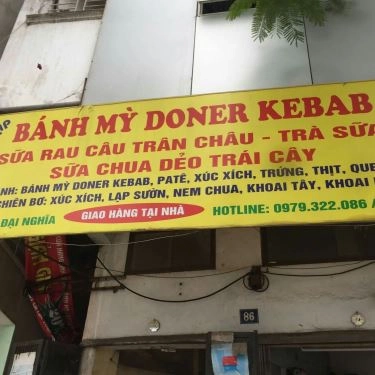 BÁNH MỲ DONER KEBAB
SỮA RAU CÂU TRÂN CHÂU - TRÀ SỮA
SỮA CHUA DẺO TRÁI CÂY
BÁNH MỲ DONER KEBAB, PATÊ, XÚC XÍCH, TRỨNG, THỊT, QUE
CHIÊN BƠ: XÚC XÍCH, LẠP SƯỜN, NEM CHUA, KHOAI TÂY, KHOAI
ĐẠI NGHĨA GIAO HÀNG TẠI NHÀ HOTLINE: 0979.322.086 /
86